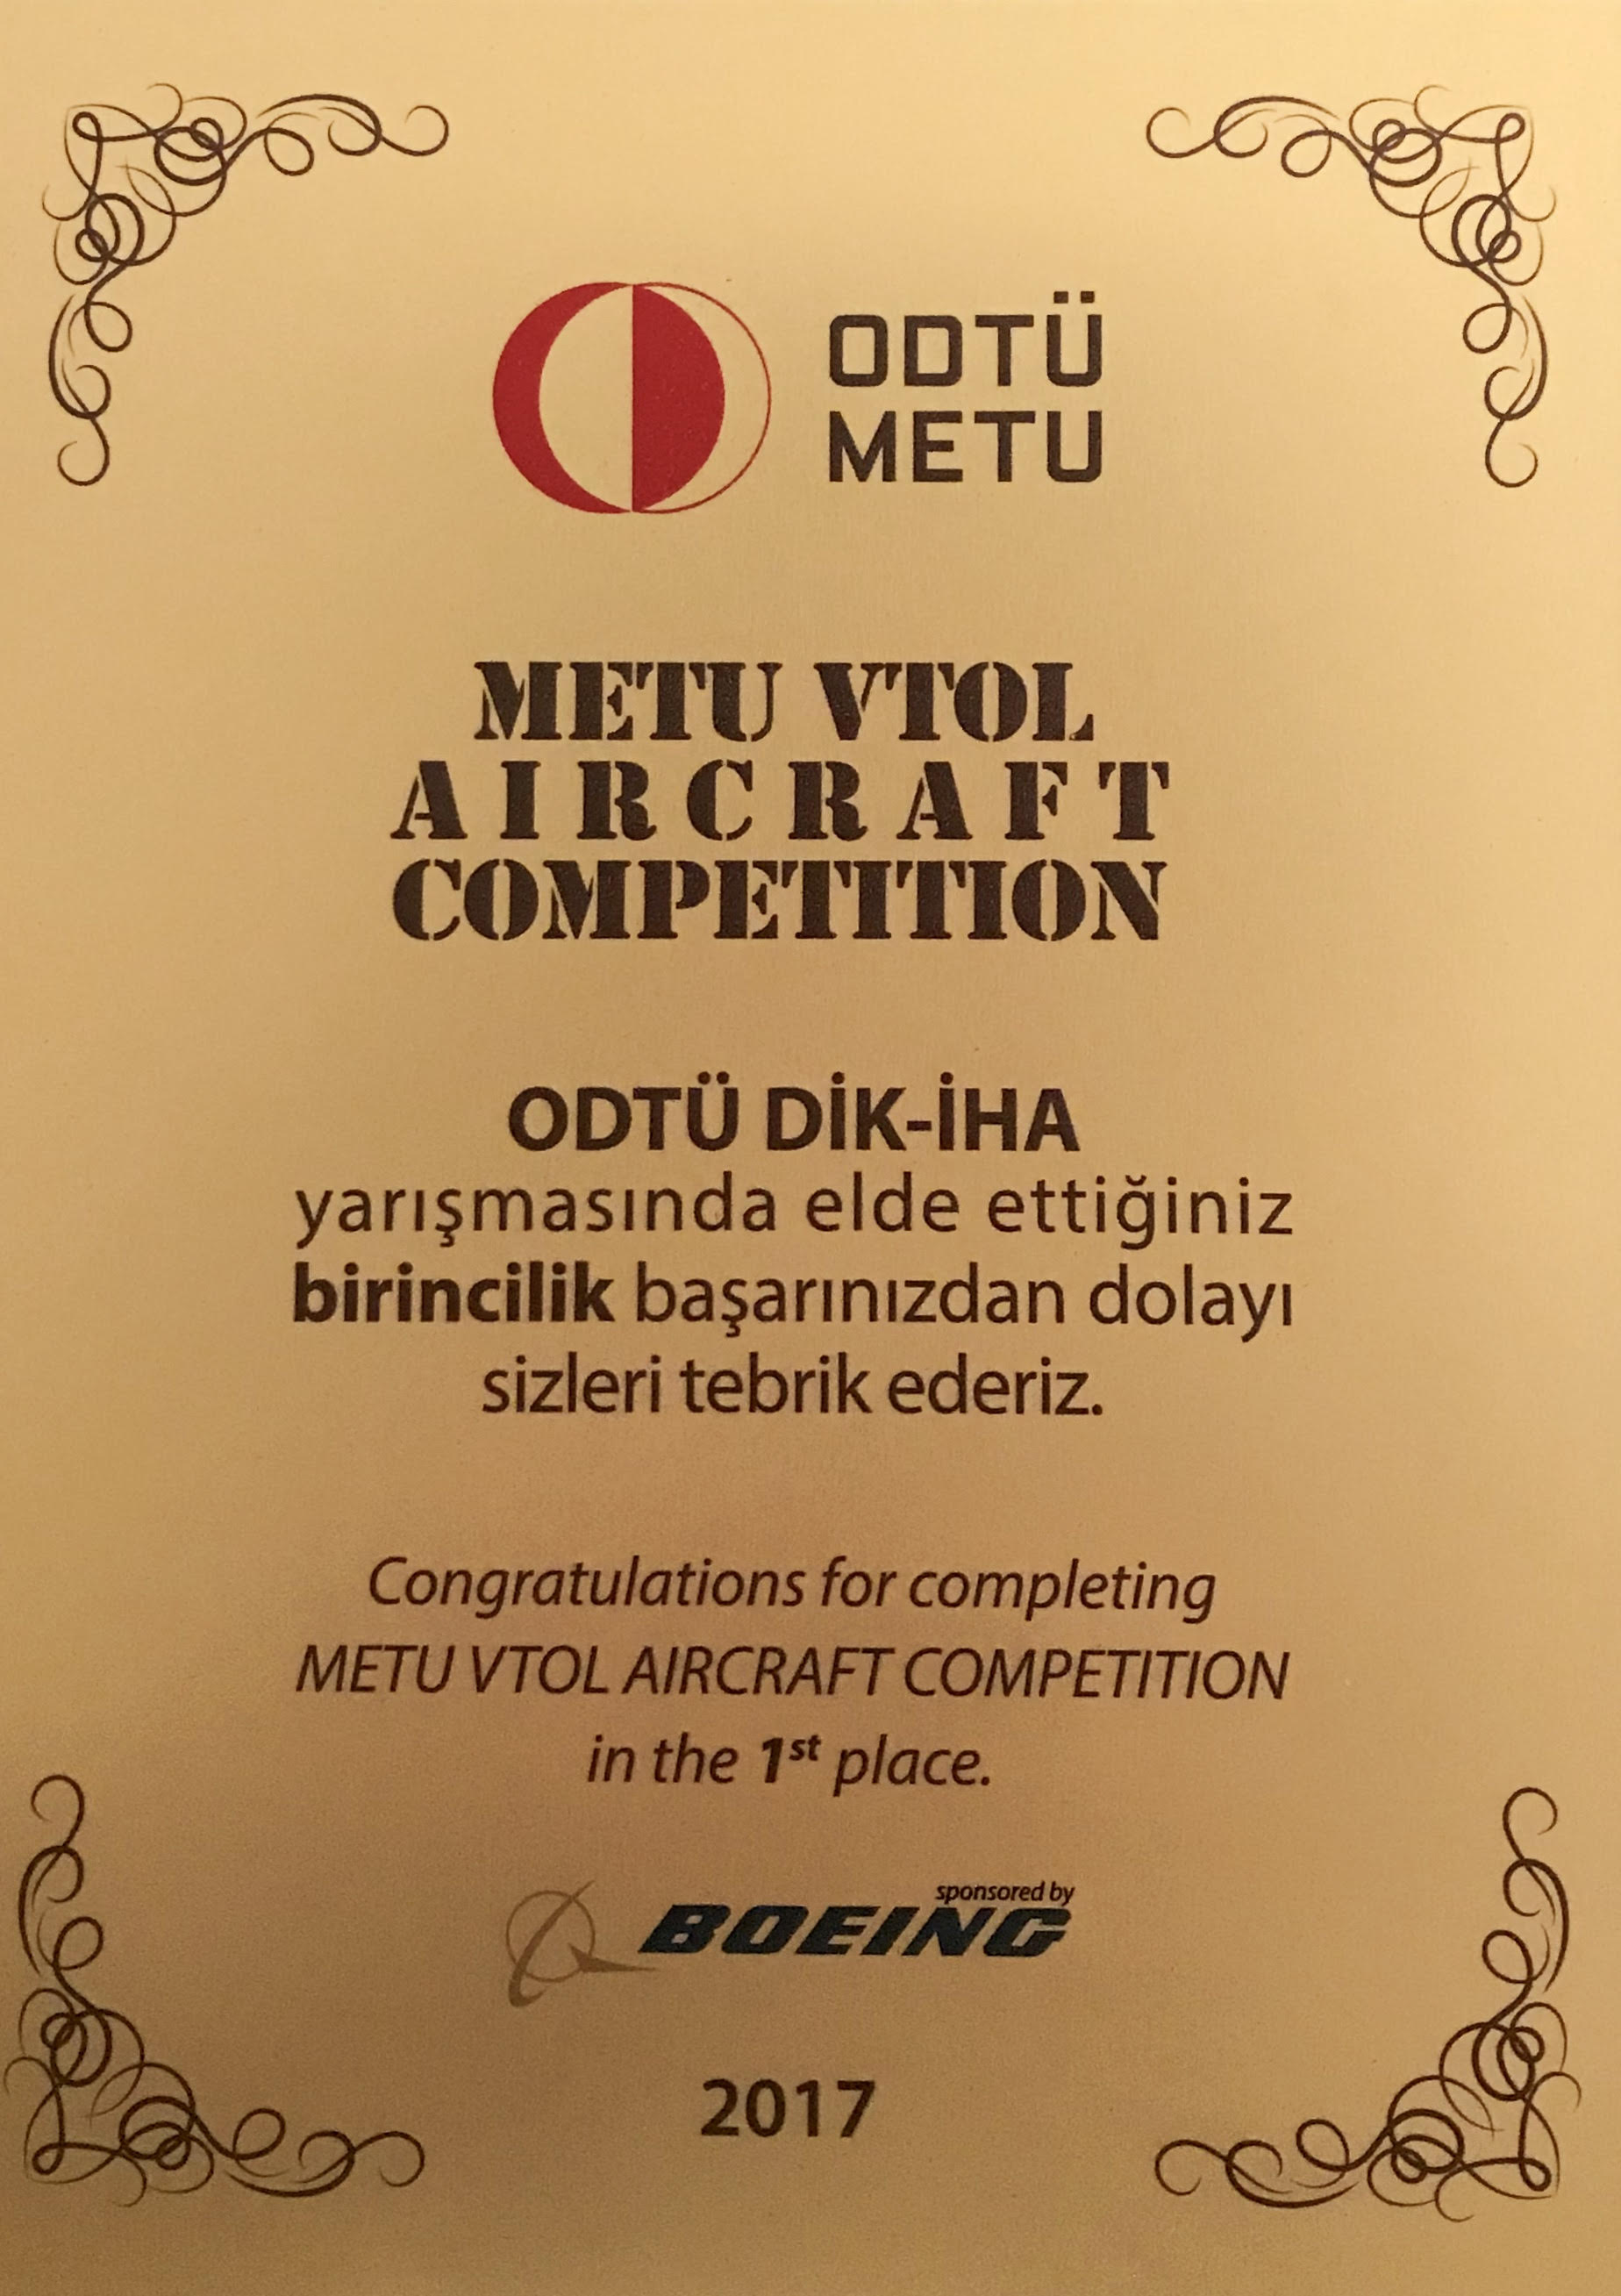 ODTÜ
METU
METU VTOL
AIRCRAFT
COMPETITION
ODTÜ DİK-İHA
yarışmasında elde ettiğiniz
birincilik başarınızdan dolayı
sizleri tebrik ederiz.
Congratulations for completing
METU VTOL AIRCRAFT COMPETITION
in the 1st place.
sponsored by
BOEING
2017